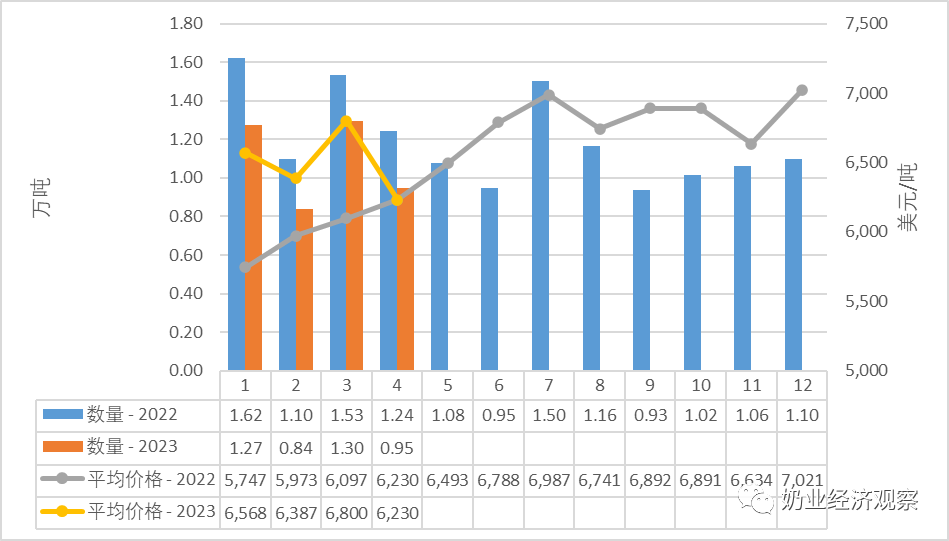 1.80 7,500
1.60 7,000
1.40
1.20 6,500
1.00
0.80 6,000
0.60
0.40 5,500
0.20
0.00 5,000
万吨
美元/吨
1 2 3 4 5 6 7 8 9 10 11 12
数量 - 2022 1.62 1.10 1.53 1.24 1.08 0.95 1.50 1.16 0.93 1.02 1.06 1.10
数量 - 2023 1.27 0.84 1.30 0.95
平均价格 - 2022 5,747 5,973 6,097 6,230 6,493 6,788 6,987 6,741 6,892 6,891 6,634 7,021
平均价格 - 2023 6,568 6,387 6,800 6,230
奶业经济观察